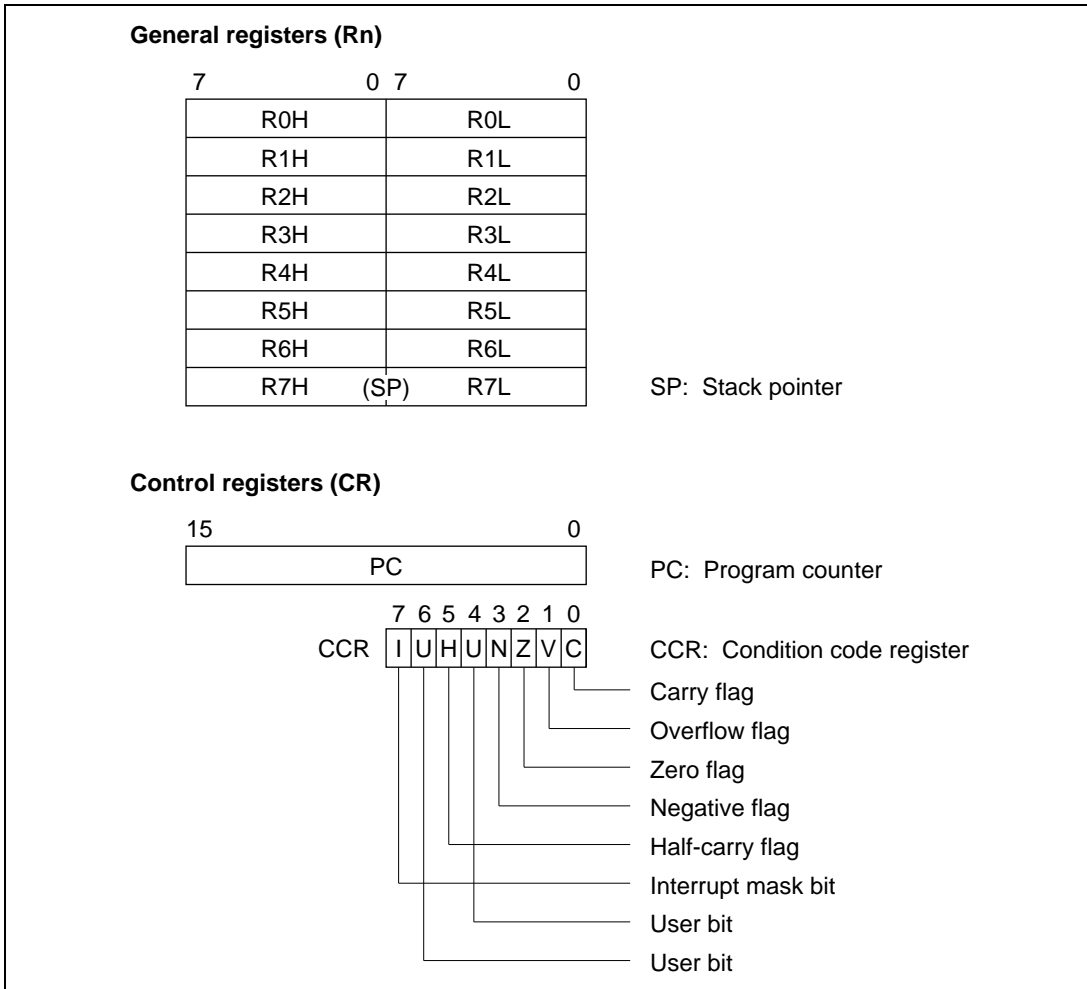 General registers (Rn)
7 0 7 0
R0H R0L
R1H R1L
R2H R2L
R3H R3L
R4H R4L
R5H R5L
R6H R6L
R7H (SP) R7L SP: Stack pointer
Control registers (CR)
15 0
PC PC: Program counter
7 6 5 4 3 2 1 0
CCR I U H U N Z V C CCR: Condition code register
Carry flag
Overflow flag
Zero flag
Negative flag
Half-carry flag
Interrupt mask bit
User bit
User bit